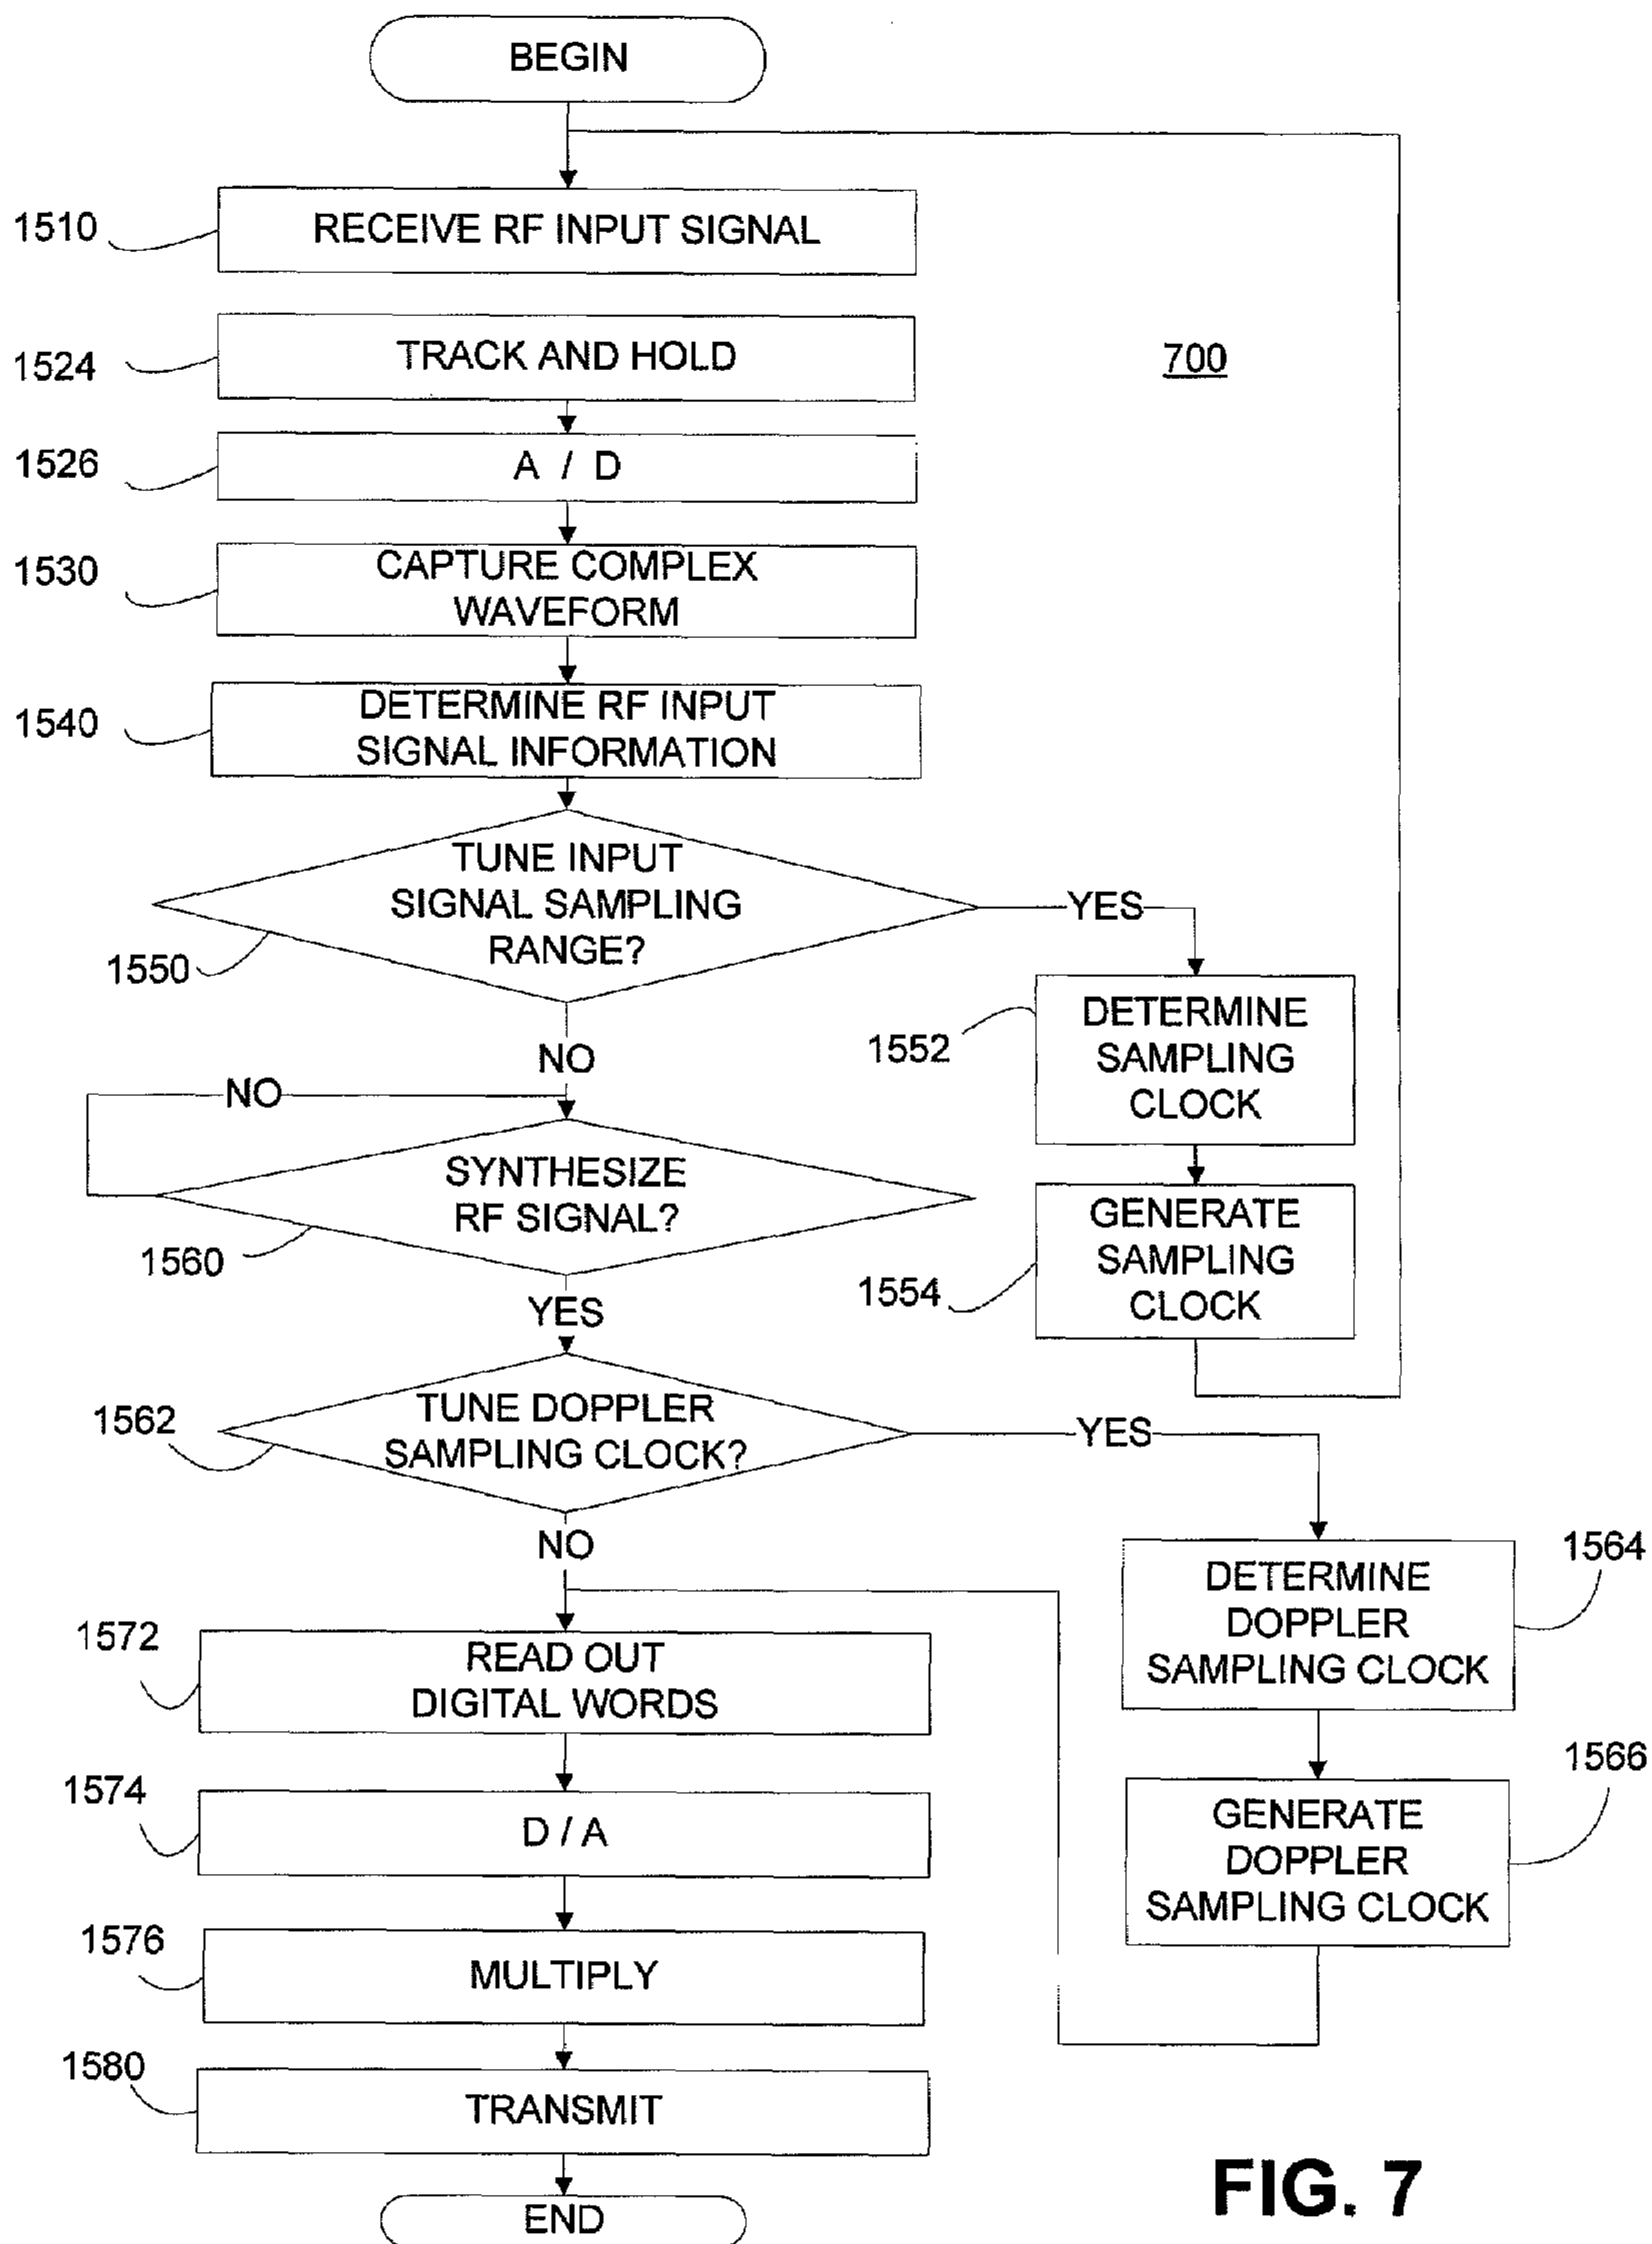 BEGIN
1510
RECEIVE RF INPUT SIGNAL
1524
TRACK AND HOLD
700
1526
A / D
1530
CAPTURE COMPLEX
WAVEFORM
1540
DETERMINE RF INPUT
SIGNAL INFORMATION
TUNE INPUT
SIGNAL SAMPLING
RANGE?
1550
YES
NO
1552
DETERMINE
SAMPLING
CLOCK
NO
SYNTHESIZE
RF SIGNAL?
1560
1554
GENERATE
SAMPLING
CLOCK
YES
1562
TUNE DOPPLER
SAMPLING CLOCK?
YES
NO
1564
DETERMINE
DOPPLER
SAMPLING CLOCK
1572
READ OUT
DIGITAL WORDS
1566
GENERATE
DOPPLER
SAMPLING CLOCK
1574
D / A
1576
MULTIPLY
1580
TRANSMIT
END
FIG. 7